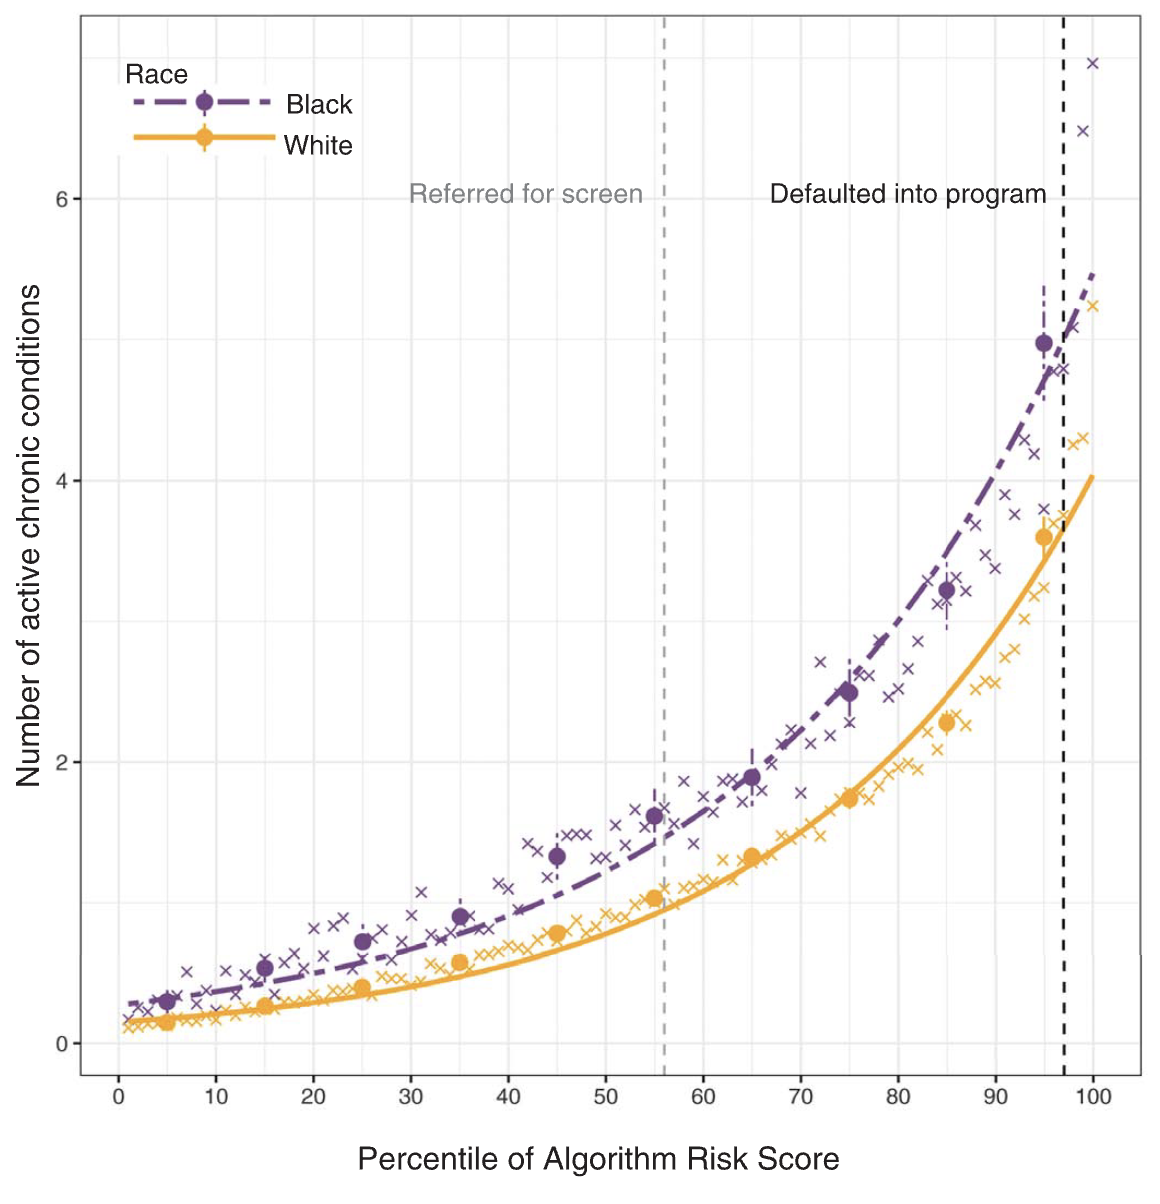 Race
Black
White
Referred for screen
Defaulted into program
Number of active chronic conditions
6
4
2
0
0 10 20 30 40 50 60 70 80 90 100
Percentile of Algorithm Risk Score